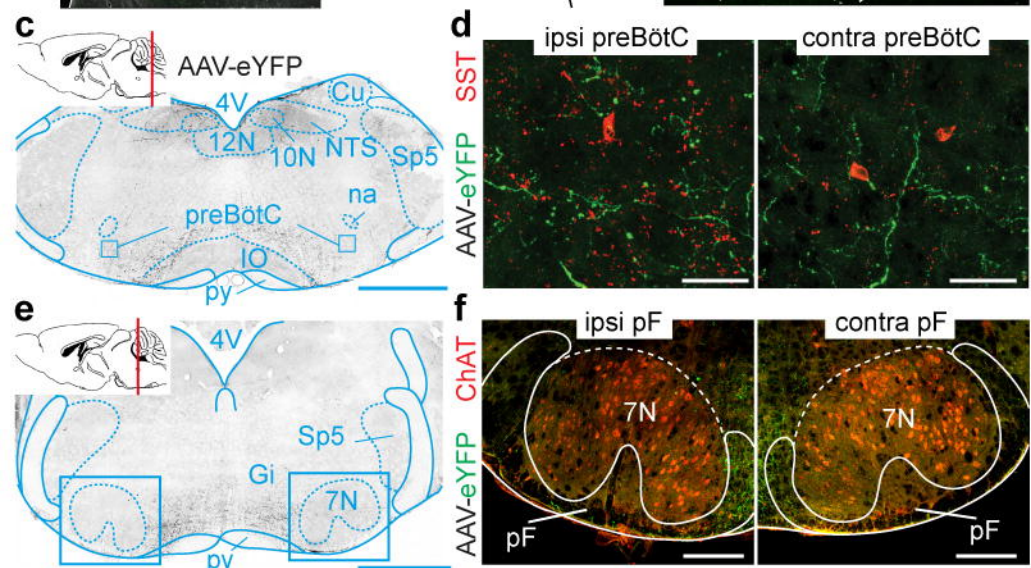 c
AAV-eYFP
4V
Cu
12N
10N
NTS
Sp5
na
preBötC
IO
py
d
ipsi preBötC
contra preBötC
AAV-eYFP SST
e
4V
Sp5
Gi
7N
py
f
ipsi pF
contra pF
AAV-eYFP ChAT
7N
7N
pF
pF